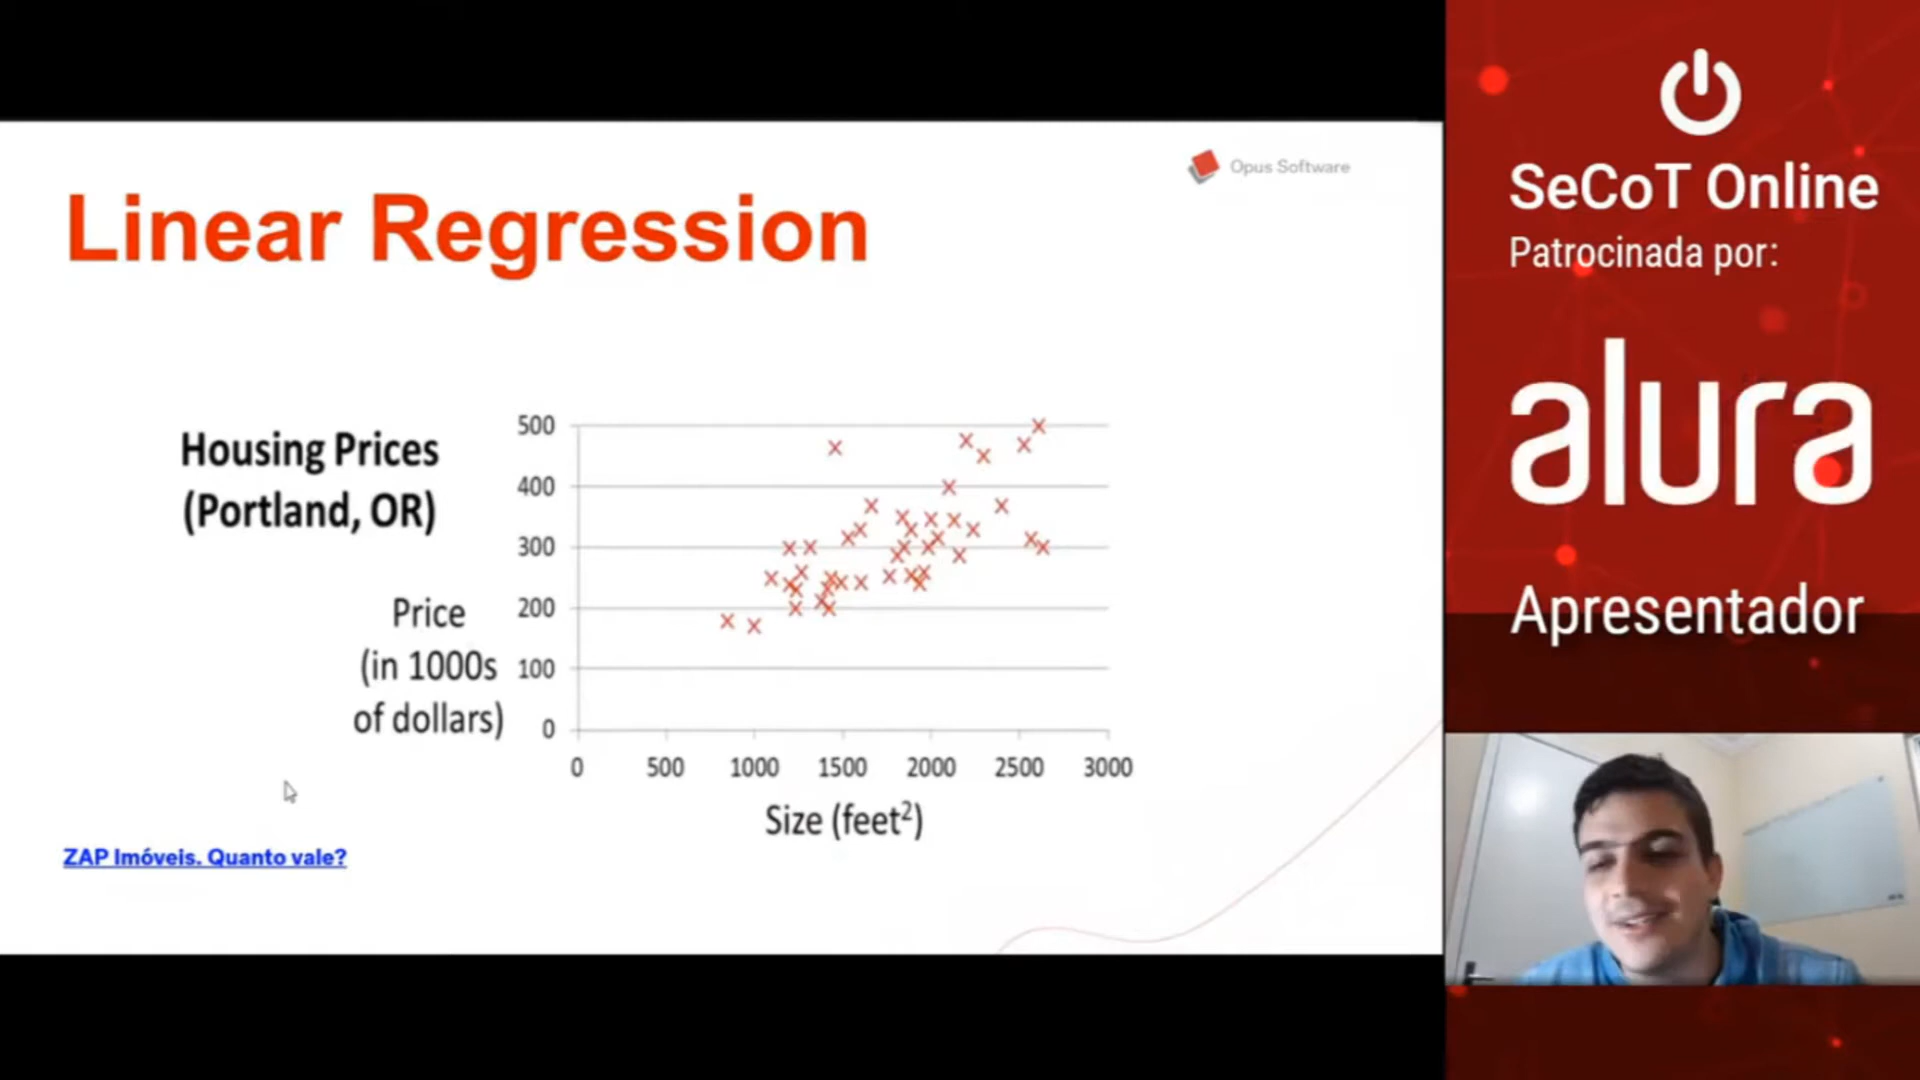 Opus Software
Linear Regression
Housing Prices
(Portland, OR)
Price
(in 1000s
of dollars)
500
400
300
200
100
0
0 500 1000 1500 2000 2500 3000
Size (feet²)
ZAP Imóveis. Quanto vale?
SeCoT Online
Patrocinada por:
alura
Apresentador